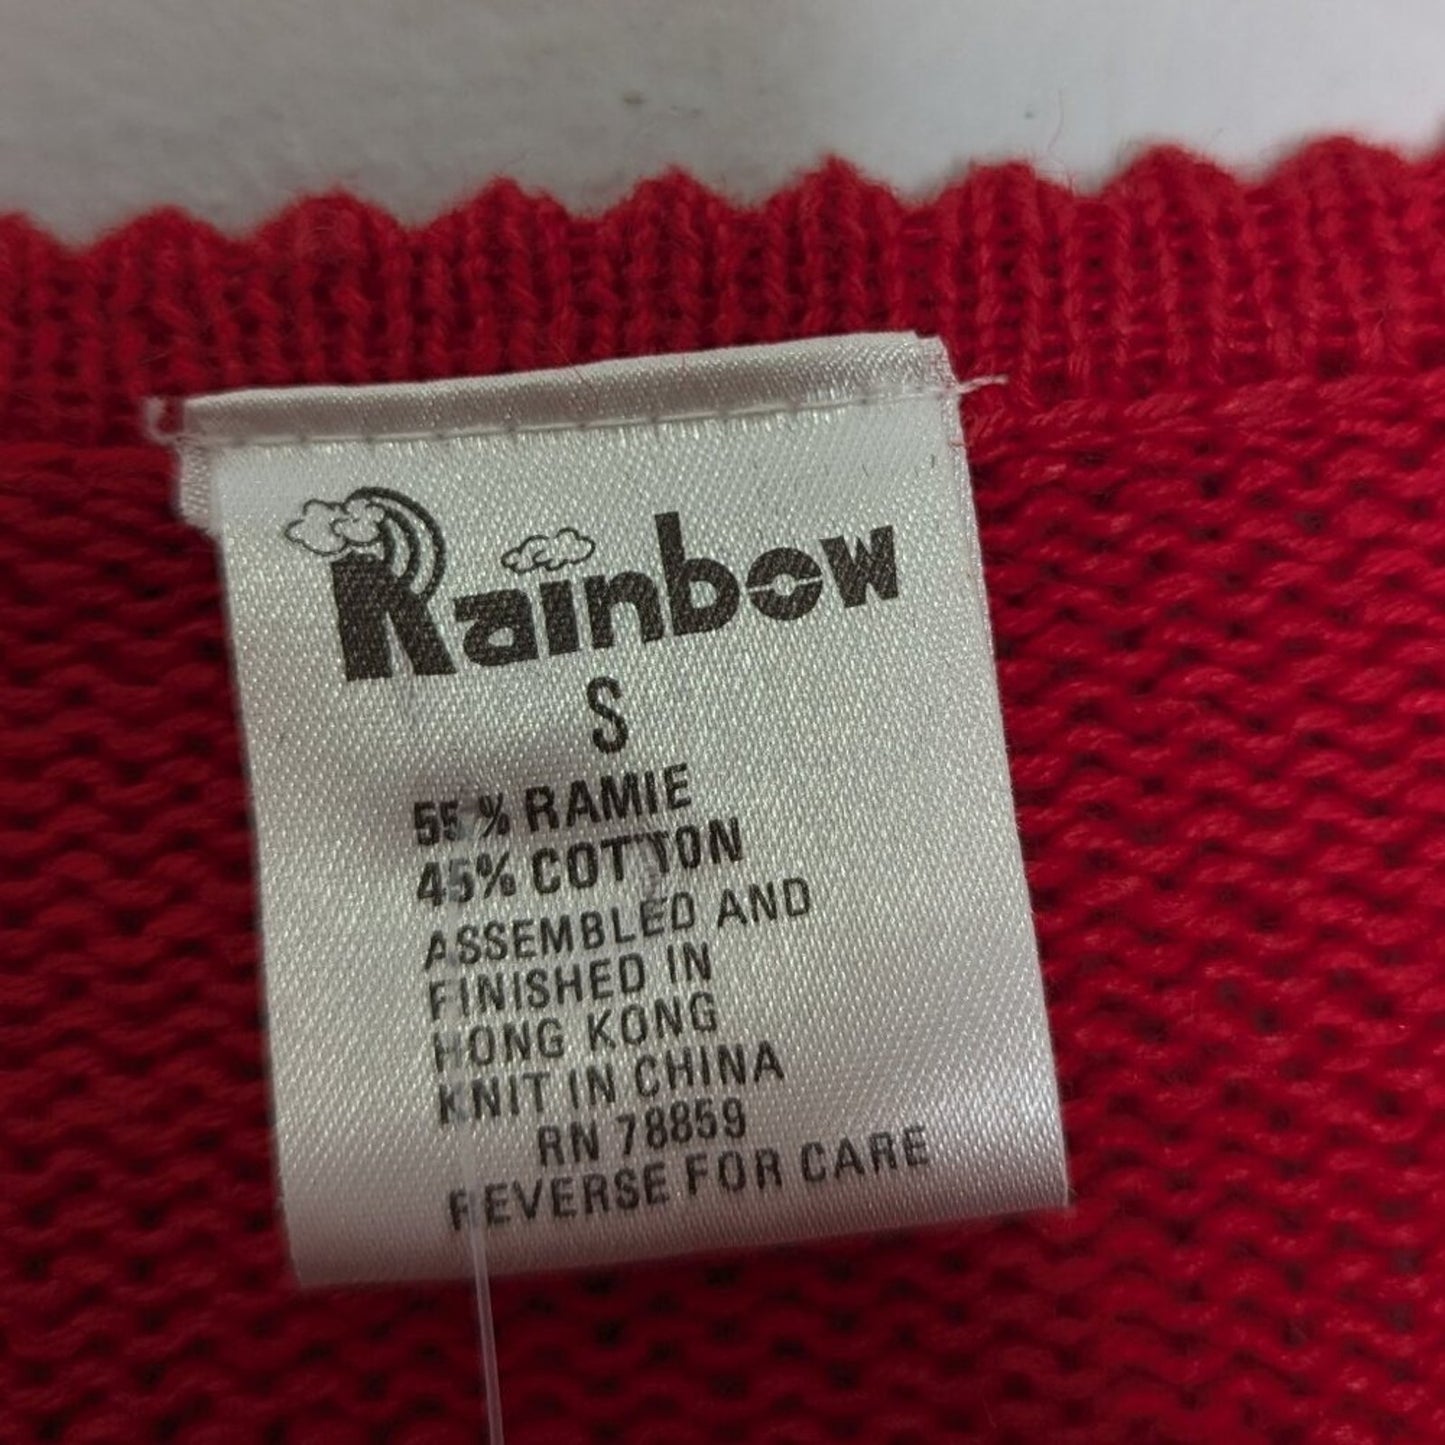 Rainbow
S
55% RAMIE
45% COTTON
ASSEMBLED AND
FINISHED IN
HONG KONG
KNIT IN CHINA
RN 78859
REVERSE FOR CARE